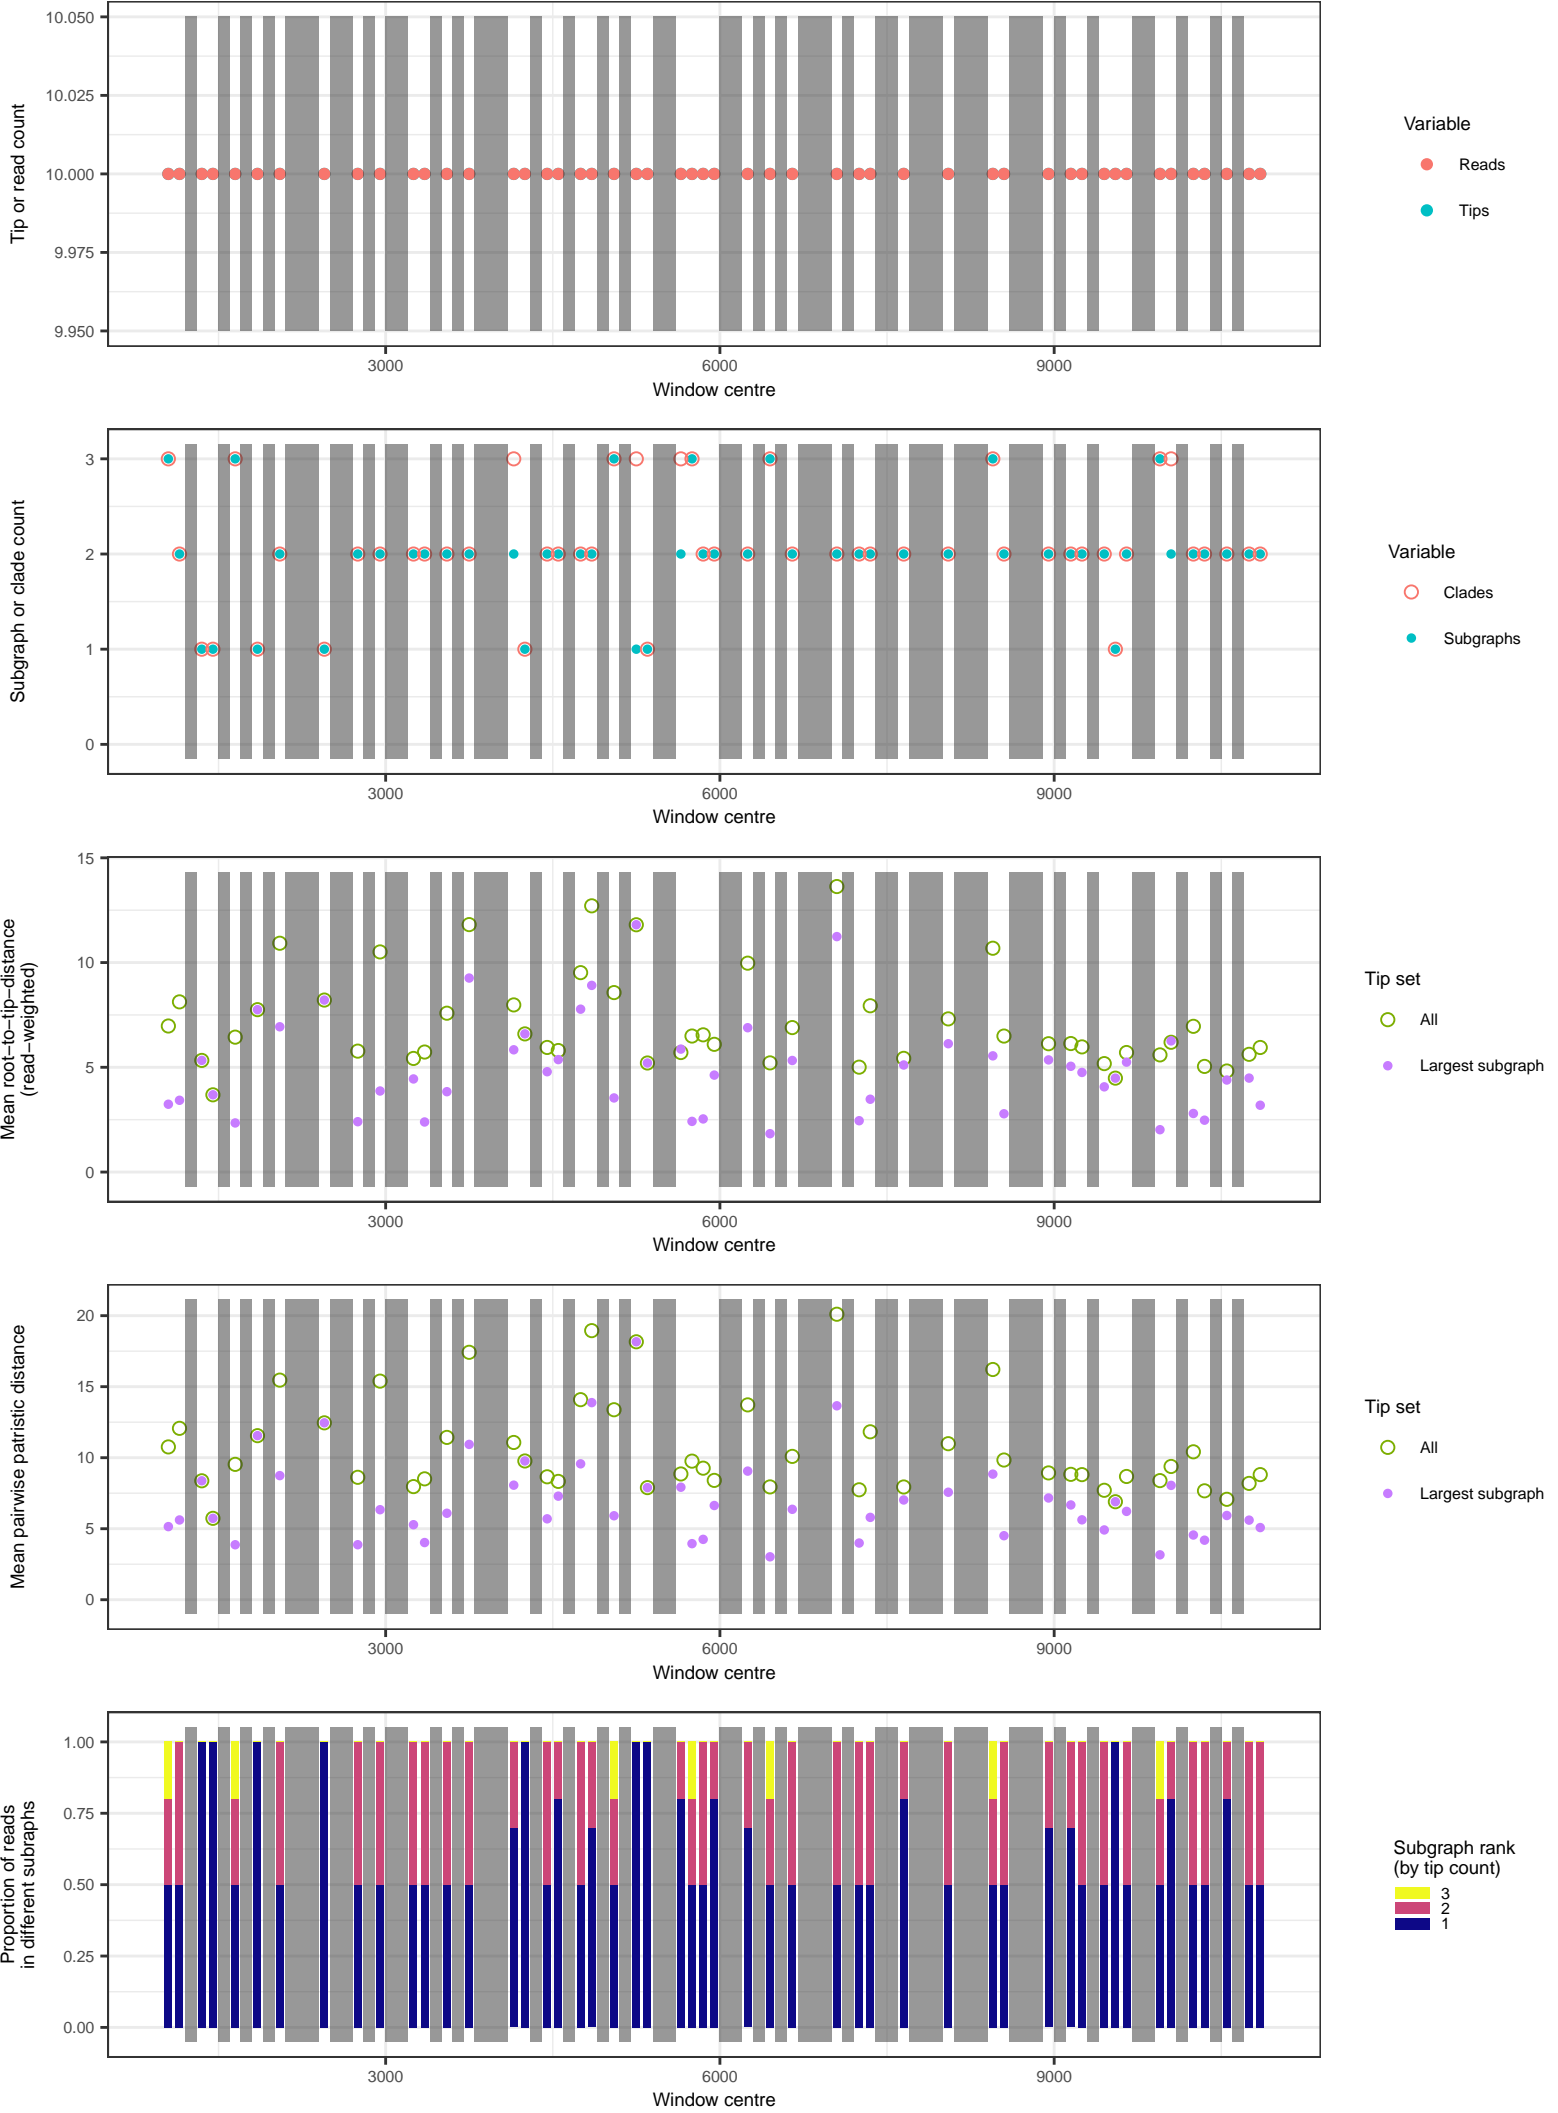 10.050
10.025
10.000
9.975
9.950
Tip or read count
3000
6000
9000
Window centre
Variable
Reads
Tips
3
2
1
0
Subgraph or clade count
3000
6000
9000
Window centre
Variable
Clades
Subgraphs
15
10
5
0
Mean root−to−tip−distance
(read−weighted)
3000
6000
9000
Window centre
Tip set
All
Largest subgraph
20
15
10
5
0
Mean pairwise patristic distance
3000
6000
9000
Window centre
Tip set
All
Largest subgraph
1.00
0.75
0.50
0.25
0.00
Proportion of reads
in different subraphs
3000
6000
9000
Window centre
Subgraph rank
(by tip count)
3
2
1